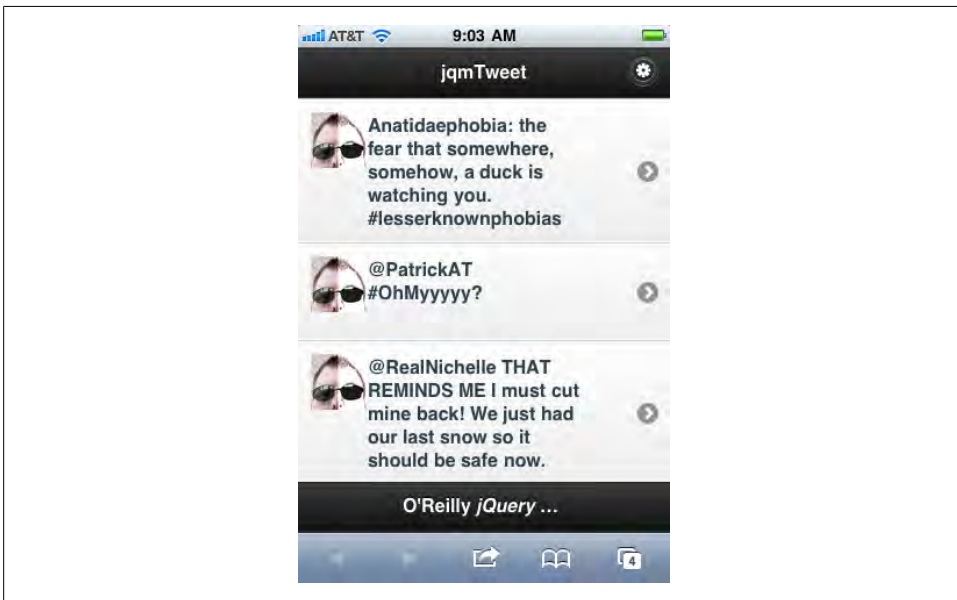 AT&T 9:03 AM
jqmTweet
Anatidaephobia: the
fear that somewhere,
somehow, a duck is
watching you.
#lesserknownphobias
@PatrickAT
#OhMyyyyy?
@RealNichelle THAT
REMINDS ME I must cut
mine back! We just had
our last snow so it
should be safe now.
O'Reilly jQuery ...
4